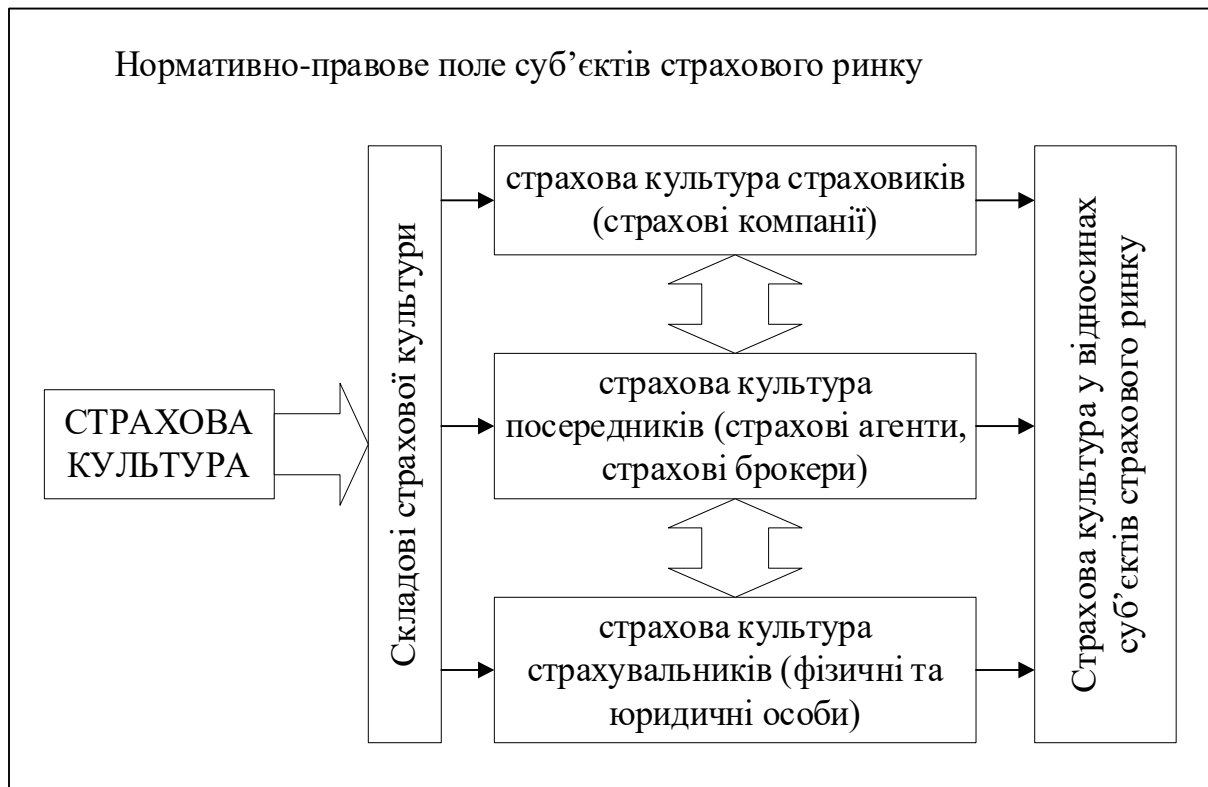 Нормативно-правове поле суб’єктів страхового ринку
СТРАХОВА
КУЛЬТУРА
Складові страхової культури
страхова культура страховиків
(страхові компанії)
страхова культура
посередників (страхові агенти,
страхові брокери)
страхова культура
страхувальників (фізичні та
юридичні особи)
Страхова культура у відносинах
суб’єктів страхового ринку